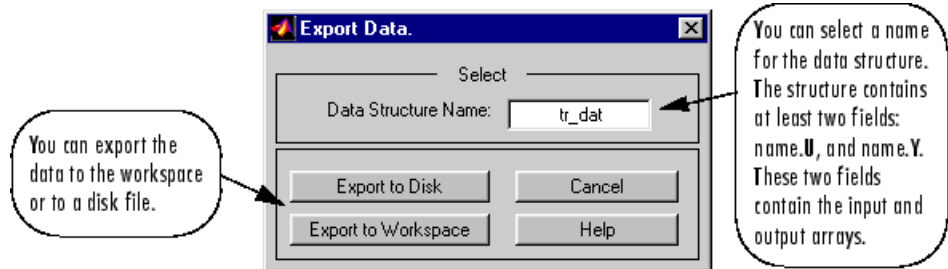 Export Data.
Select
Data Structure Name:
tr_dat
Export to Disk
Cancel
Export to Workspace
Help
You can export the
data to the workspace
or to a disk file.
You can select a name
for the data structure.
The structure contains
at least two fields:
name.U, and name.Y.
These two fields
contain the input and
output arrays.